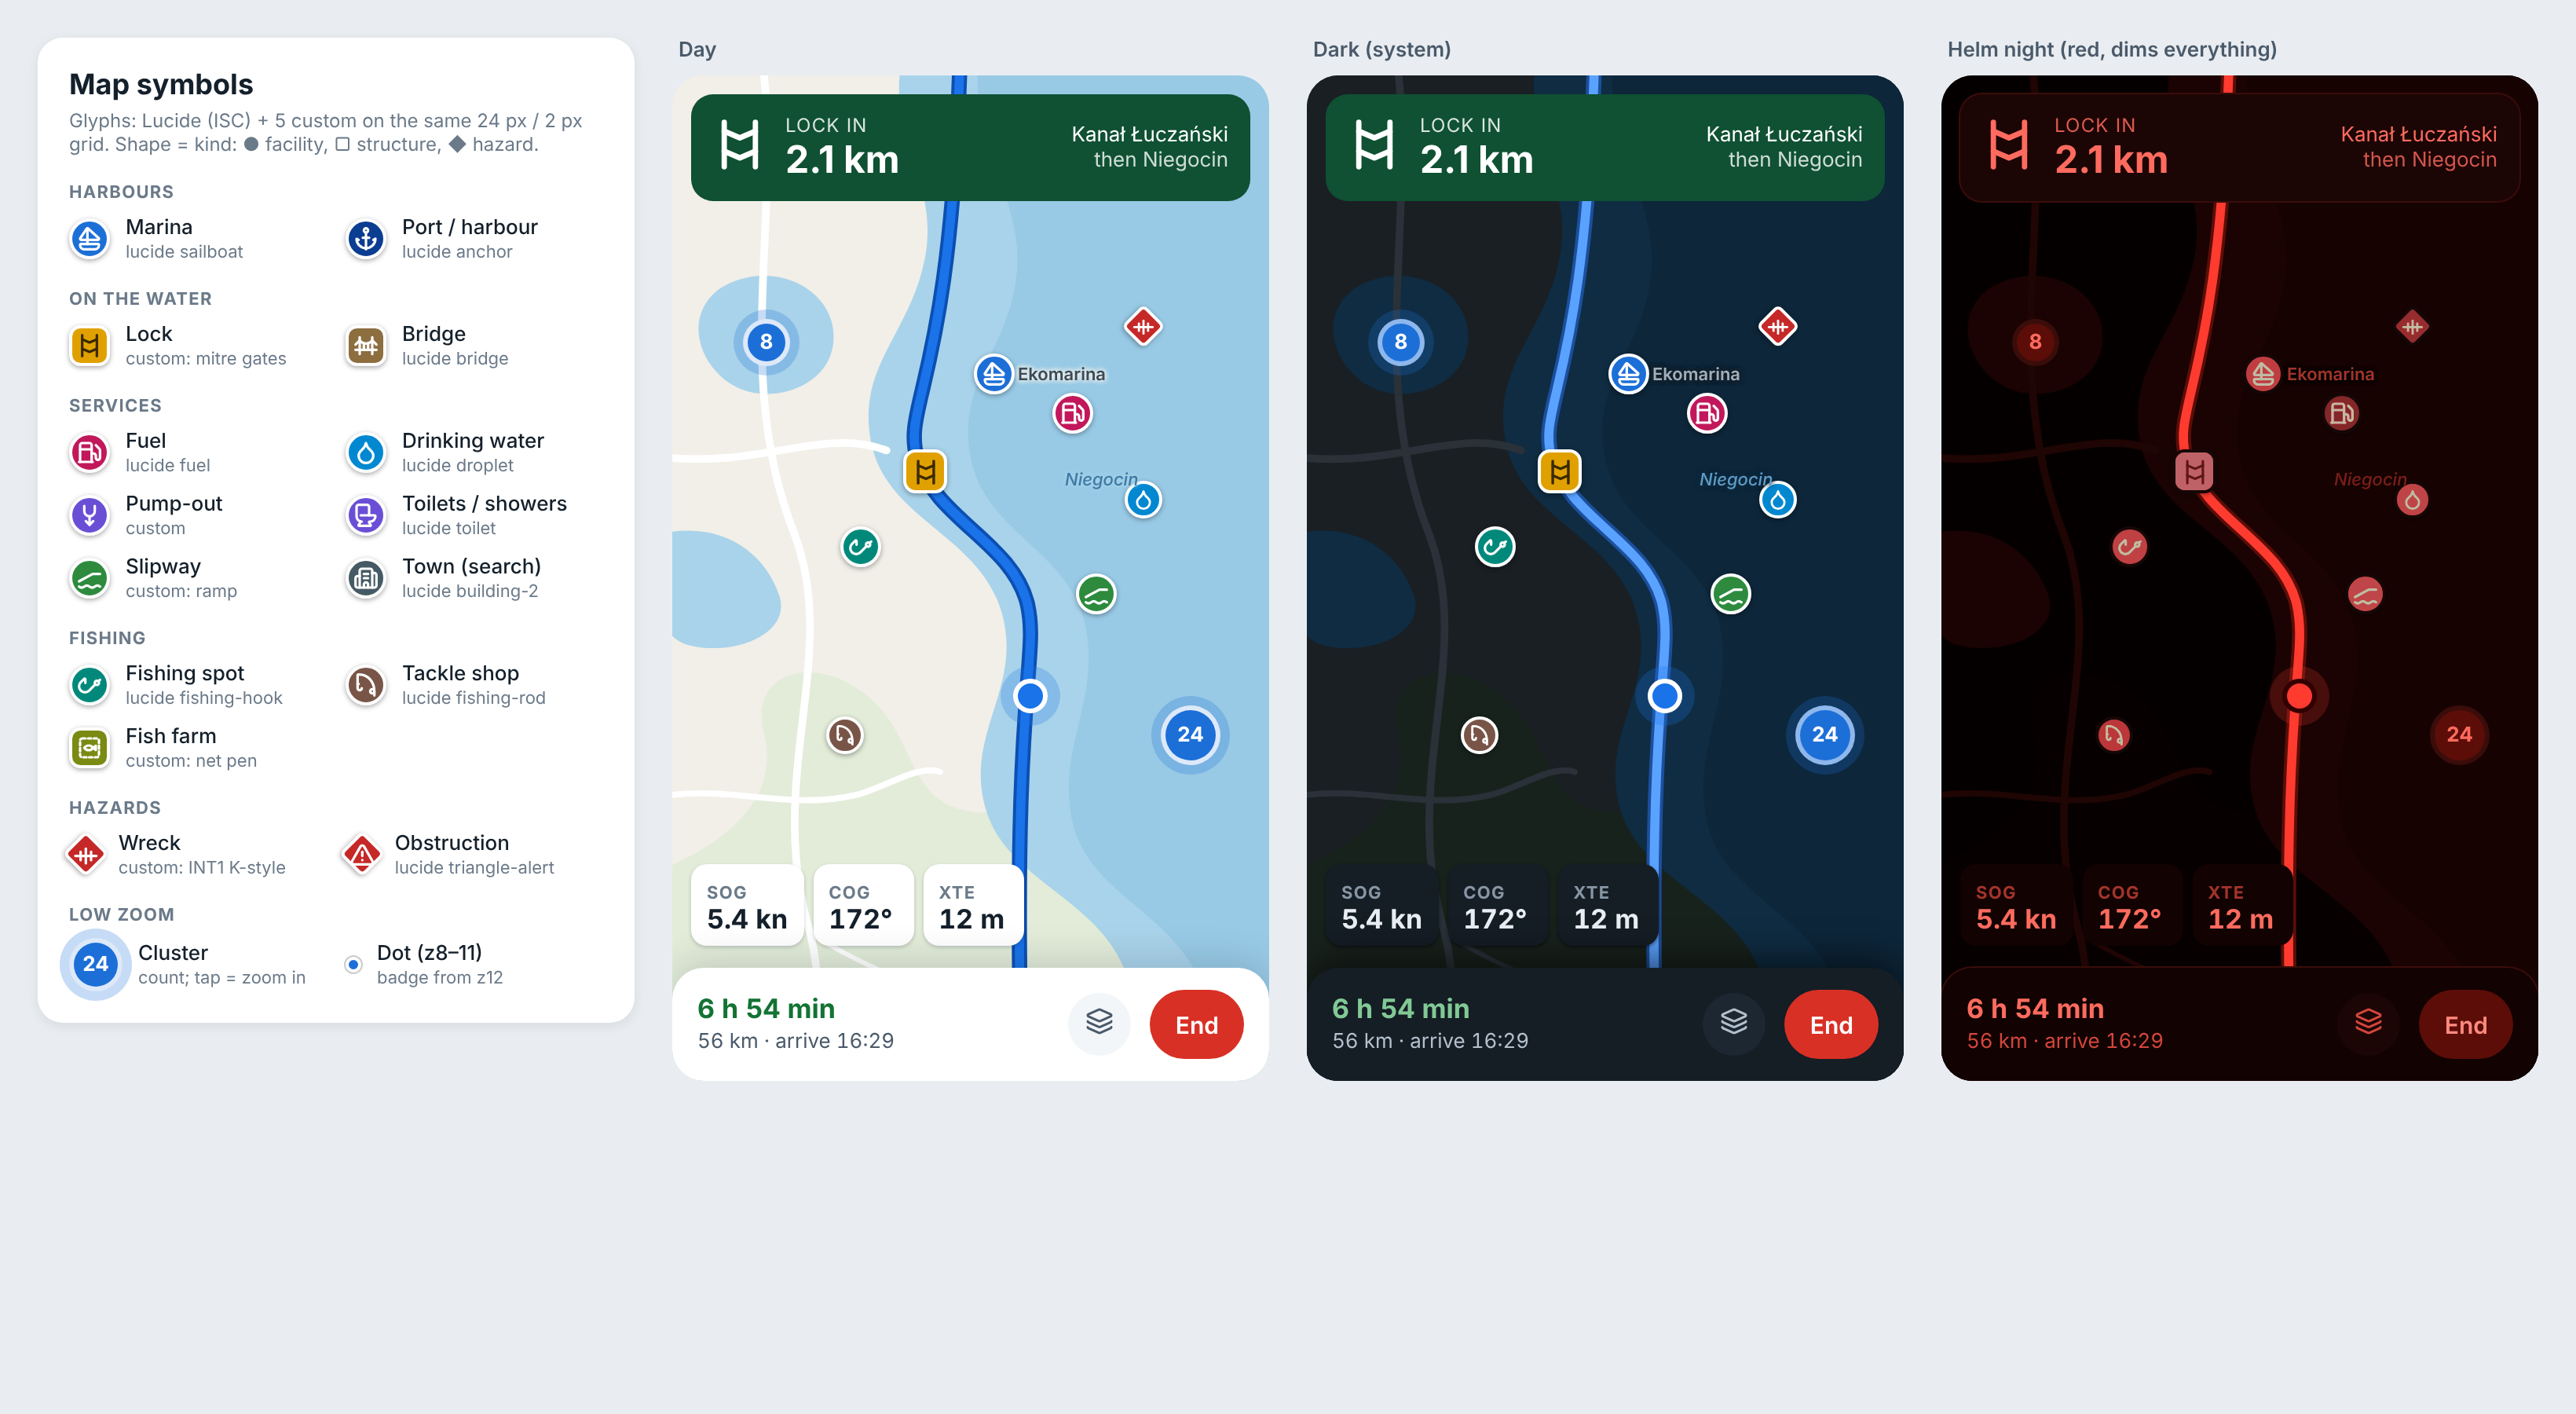 Map symbols
Glyphs: Lucide (ISC) + 5 custom on the same 24 px / 2 px
grid. Shape = kind: ● facility, □ structure, ◆ hazard.
HARBOURS
Marina
lucide sailboat
Port / harbour
lucide anchor
ON THE WATER
Lock
custom: mitre gates
Bridge
lucide bridge
SERVICES
Fuel
lucide fuel
Drinking water
lucide droplet
Pump-out
custom
Toilets / showers
lucide toilet
Slipway
custom: ramp
Town (search)
lucide building-2
FISHING
Fishing spot
lucide fishing-hook
Tackle shop
lucide fishing-rod
Fish farm
custom: net pen
HAZARDS
Wreck
custom: INT1 K-style
Obstruction
lucide triangle-alert
LOW ZOOM
24
Cluster
count; tap = zoom in
Dot (z8–11)
badge from z12
Day
LOCK IN
2.1 km
Kanał Łuczański
then Niegocin
8
Ekomarina
Niegocin
24
SOG
5.4 kn
COG
172°
XTE
12 m
6 h 54 min
56 km · arrive 16:29
End
Dark (system)
LOCK IN
2.1 km
Kanał Łuczański
then Niegocin
8
Ekomarina
Niegocin
24
SOG
5.4 kn
COG
172°
XTE
12 m
6 h 54 min
56 km · arrive 16:29
End
Helm night (red, dims everything)
LOCK IN
2.1 km
Kanał Łuczański
then Niegocin
8
Ekomarina
Niegocin
24
SOG
5.4 kn
COG
172°
XTE
12 m
6 h 54 min
56 km · arrive 16:29
End